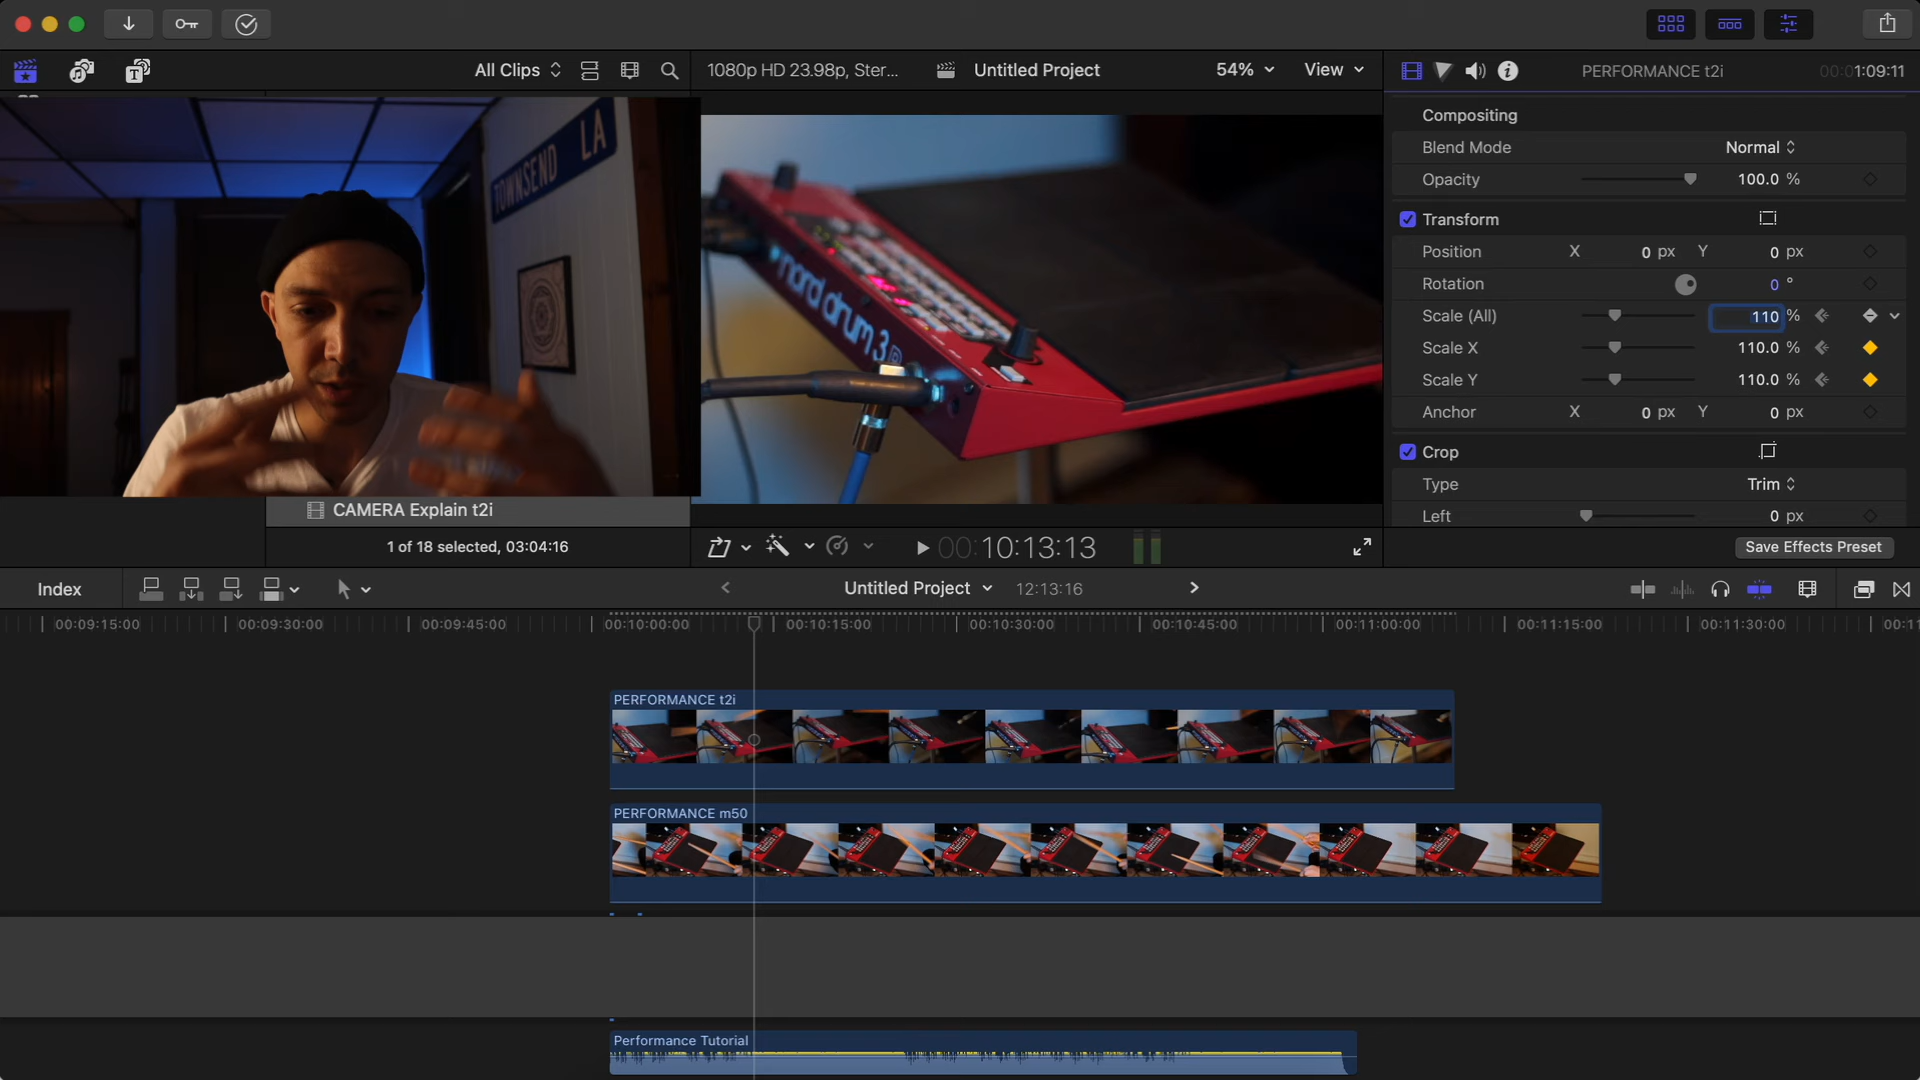 All Clips
1080p HD 23.98p, Ster...
Untitled Project
54%
View
PERFORMANCE t2i
00:01:09:11
TOWNSEND LA
nord drum 3P
CAMERA Explain t2i
1 of 18 selected, 03:04:16
00:10:13:13
Compositing
Blend Mode Normal
Opacity 100.0 %
Transform
Position X 0 px Y 0 px
Rotation 0 °
Scale (All) 110 %
Scale X 110.0 %
Scale Y 110.0 %
Anchor X 0 px Y 0 px
Crop
Type Trim
Left 0 px
Save Effects Preset
Index
Untitled Project
12:13:16
00:09:15:00 00:09:30:00 00:09:45:00 00:10:00:00 00:10:15:00 00:10:30:00 00:10:45:00 00:11:00:00 00:11:15:00 00:11:30:00 00:11
PERFORMANCE t2i
PERFORMANCE m50
Performance Tutorial